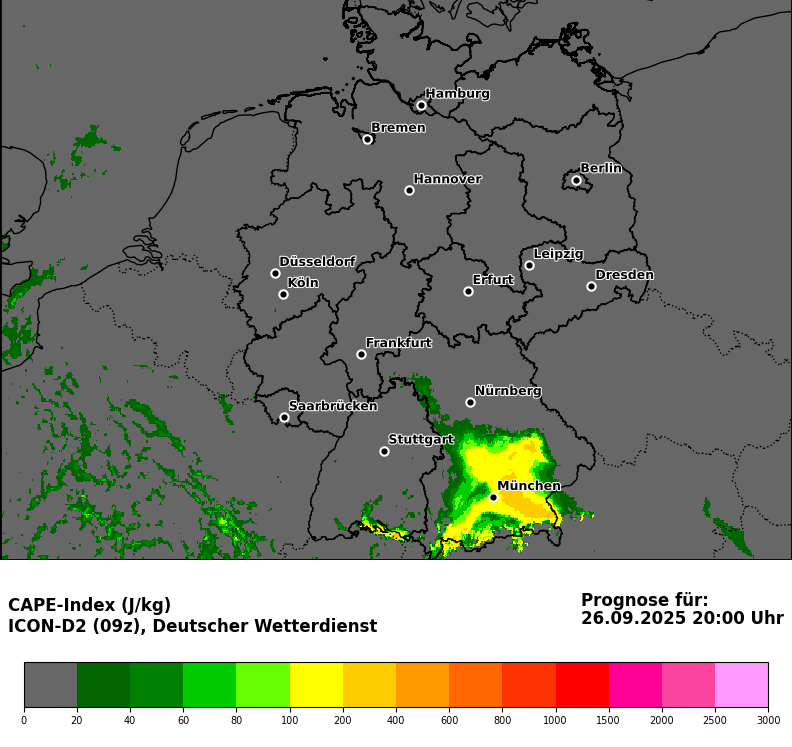 Hamburg
Bremen
Berlin
Hannover
Leipzig
Düsseldorf
Dresden
Köln
Erfurt
Frankfurt
Nürnberg
Saarbrücken
Stuttgart
München
CAPE-Index (J/kg)
ICON-D2 (09z), Deutscher Wetterdienst
Prognose für:
26.09.2025 20:00 Uhr
0 20 40 60 80 100 200 400 600 800 1000 1500 2000 2500 3000